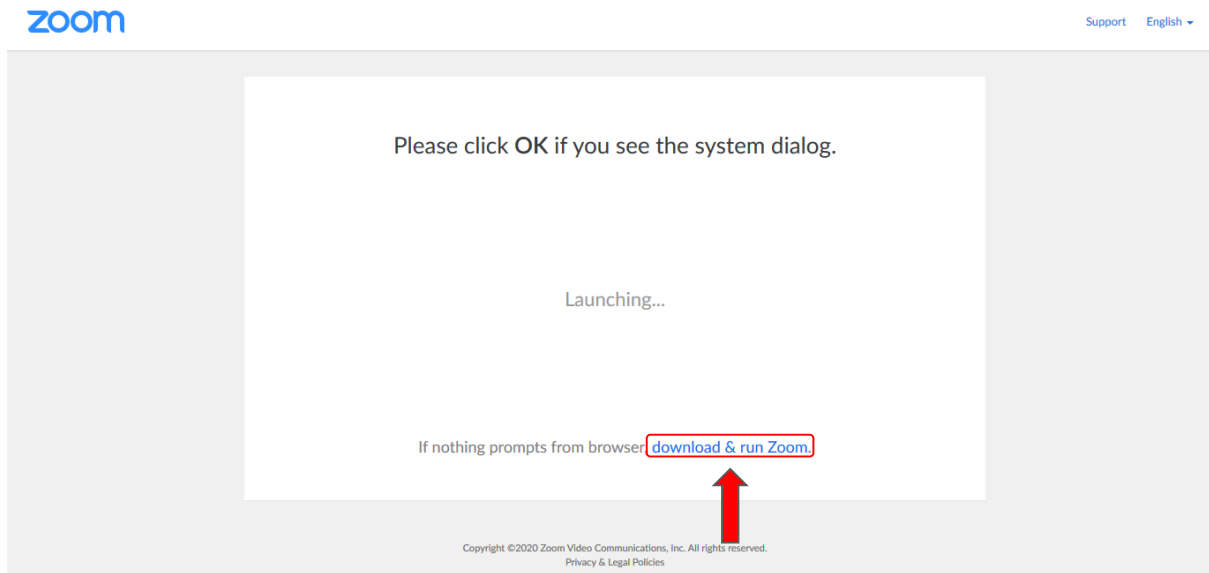 zoom
Support English
Please click OK if you see the system dialog.
Launching...
If nothing prompts from browser, download & run Zoom.
Copyright ©2020 Zoom Video Communications, Inc. All rights reserved.
Privacy & Legal Policies